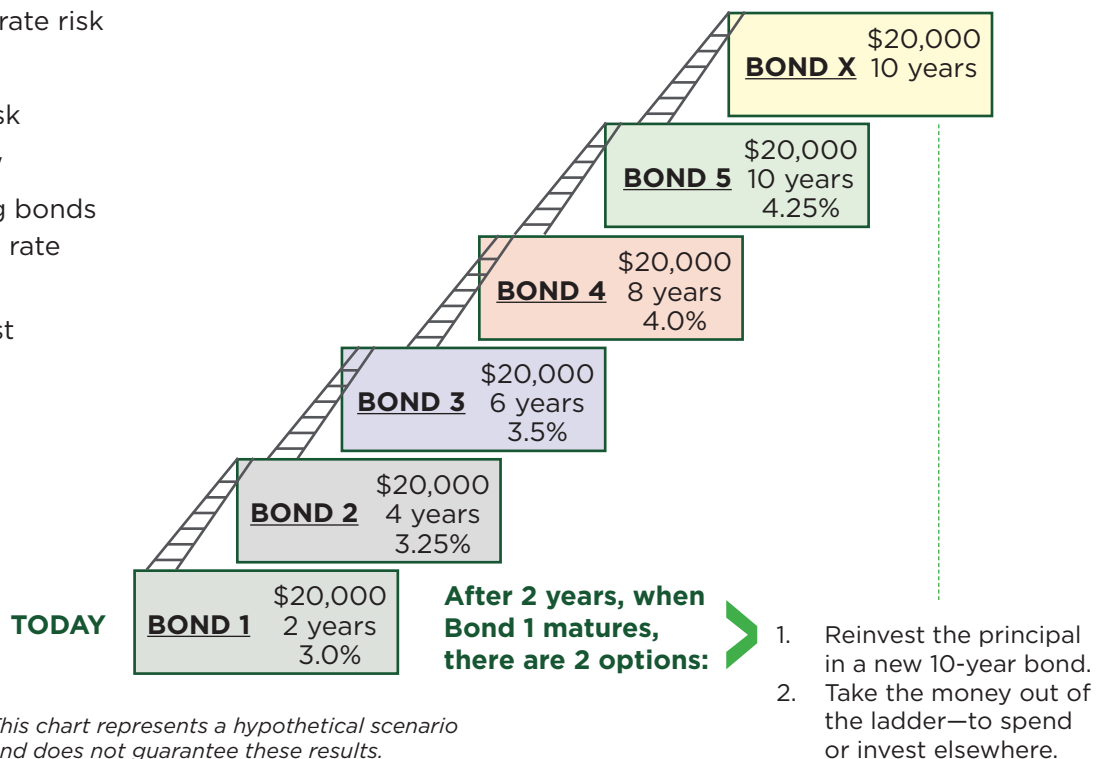 rate risk
sk
g bonds
rate
st
$20,000
BOND X 10 years
$20,000
BOND 5 10 years
4.25%
$20,000
BOND 4 8 years
4.0%
$20,000
BOND 3 6 years
3.5%
$20,000
BOND 2 4 years
3.25%
TODAY
$20,000
BOND 1 2 years
3.0%
After 2 years, when
Bond 1 matures,
there are 2 options:
1. Reinvest the principal
in a new 10-year bond.
2. Take the money out of
the ladder—to spend
or invest elsewhere.
This chart represents a hypothetical scenario
nd does not guarantee these results.